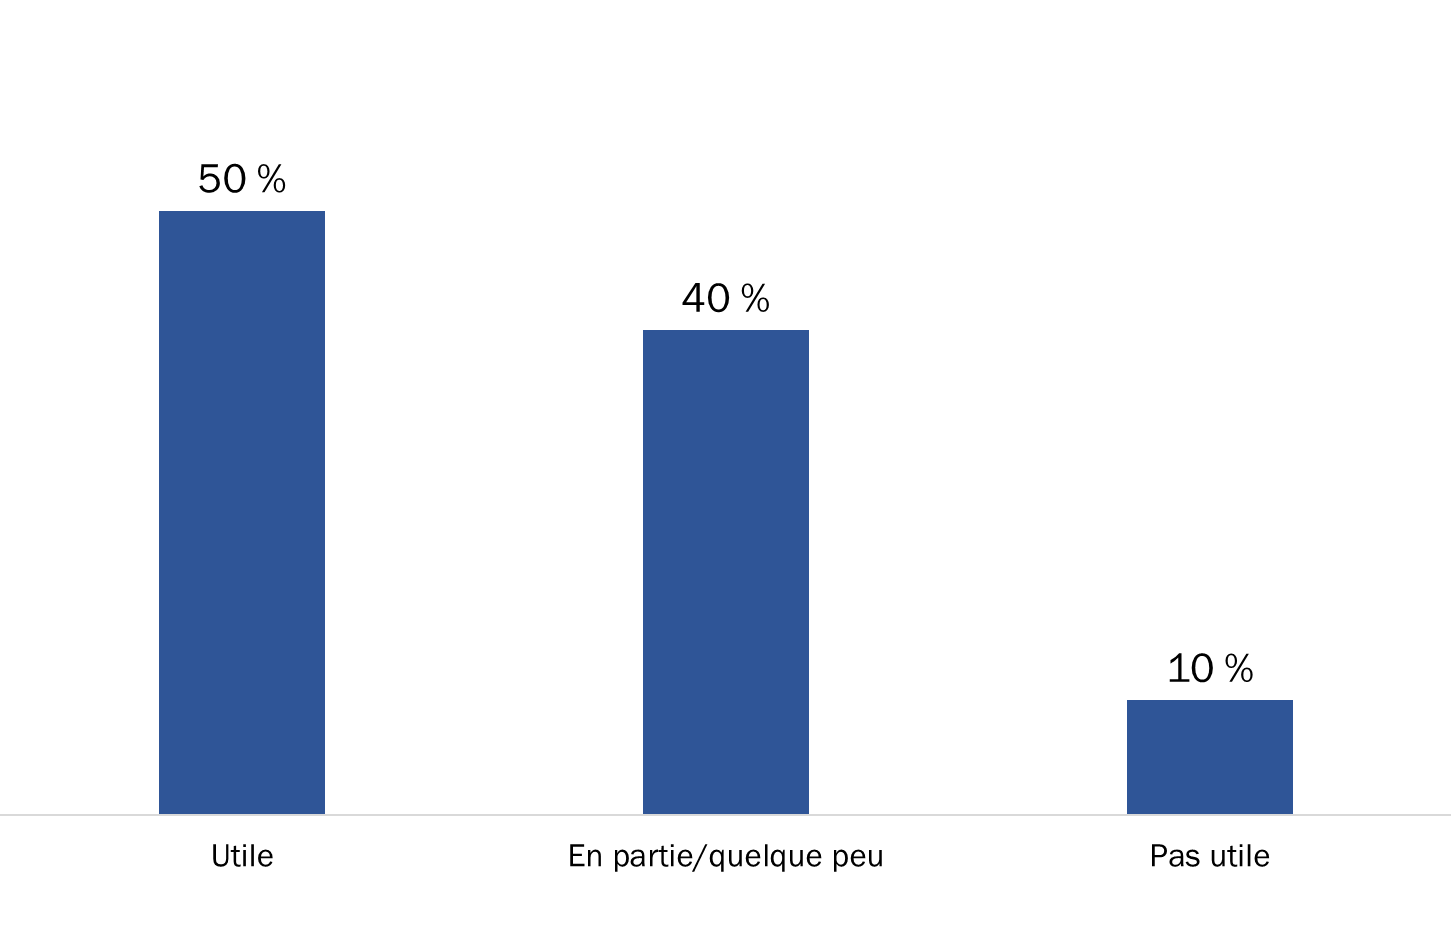 50 %
40 %
10 %
Utile
En partie/quelque peu
Pas utile